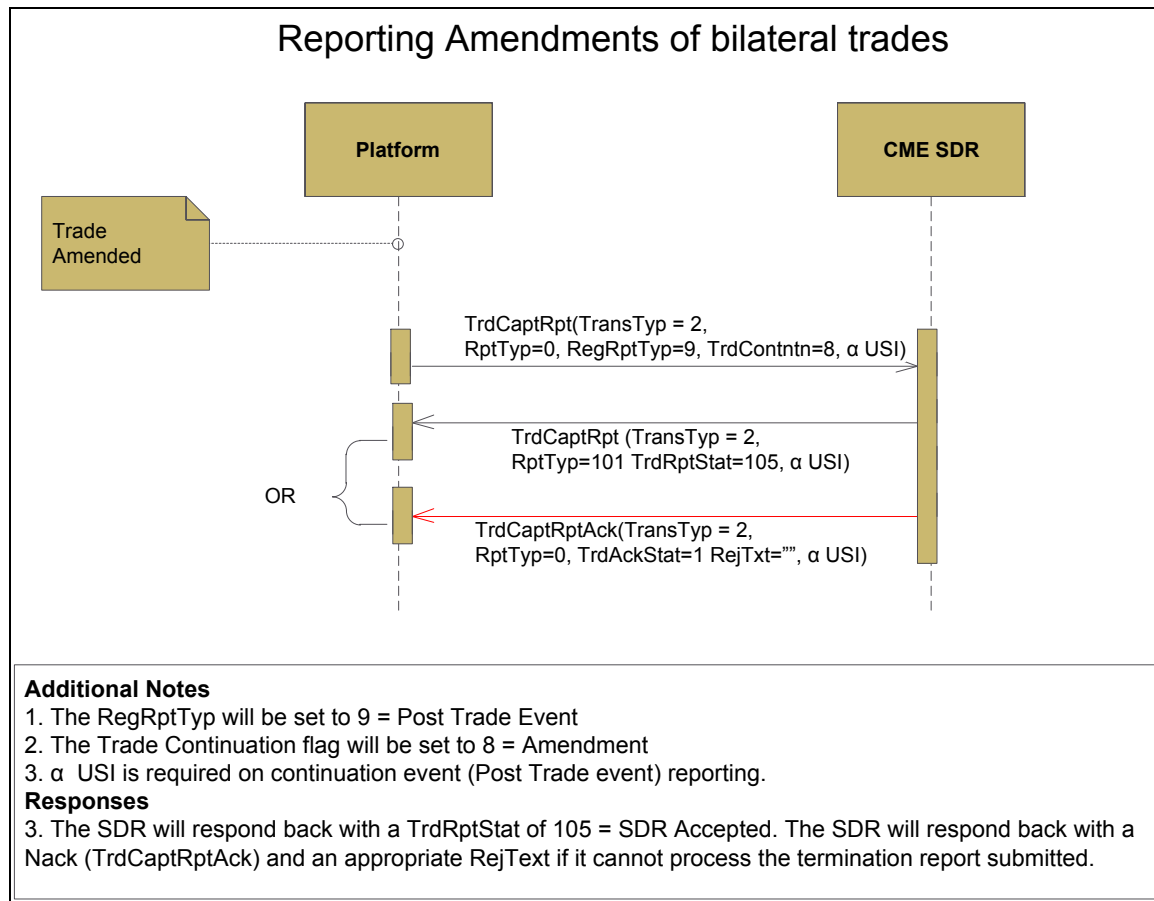 Reporting Amendments of bilateral trades
Platform
CME SDR
Trade
Amended
TrdCaptRpt(TransTyp = 2,
RptTyp=0, RegRptTyp=9, TrdContntn=8, α USI)
TrdCaptRpt (TransTyp = 2,
RptTyp=101 TrdRptStat=105, α USI)
OR
TrdCaptRptAck(TransTyp = 2,
RptTyp=0, TrdAckStat=1 RejTxt=””, α USI)
Additional Notes
1. The RegRptTyp will be set to 9 = Post Trade Event
2. The Trade Continuation flag will be set to 8 = Amendment
3. α  USI is required on continuation event (Post Trade event) reporting.
Responses
3. The SDR will respond back with a TrdRptStat of 105 = SDR Accepted. The SDR will respond back with a
Nack (TrdCaptRptAck) and an appropriate RejText if it cannot process the termination report submitted.